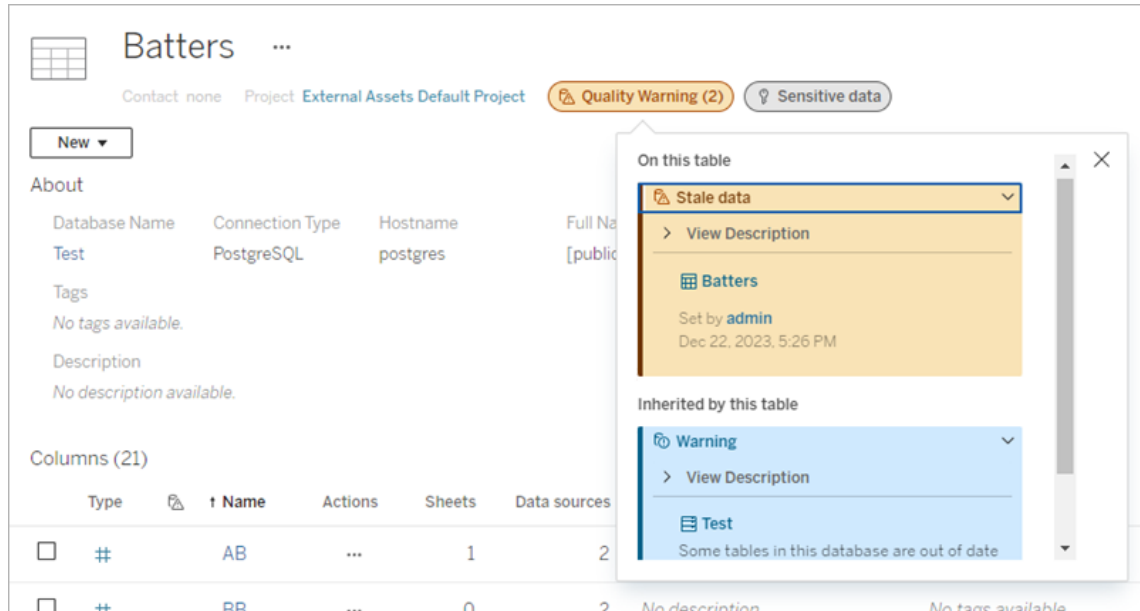 Batters ...
Contact none Project External Assets Default Project Quality Warning (2) Sensitive data
New
About
Database Name Connection Type Hostname Full Na
Test PostgreSQL postgres [public
Tags
No tags available.
Description
No description available.
Columns (21)
Type ↑ Name Actions Sheets Data sources
# AB ... 1 2
# BB ... 0 2 No description No tags available
On this table
Stale data
View Description
Batters
Set by admin
Dec 22, 2023, 5:26 PM
Inherited by this table
Warning
View Description
Test
Some tables in this database are out of date